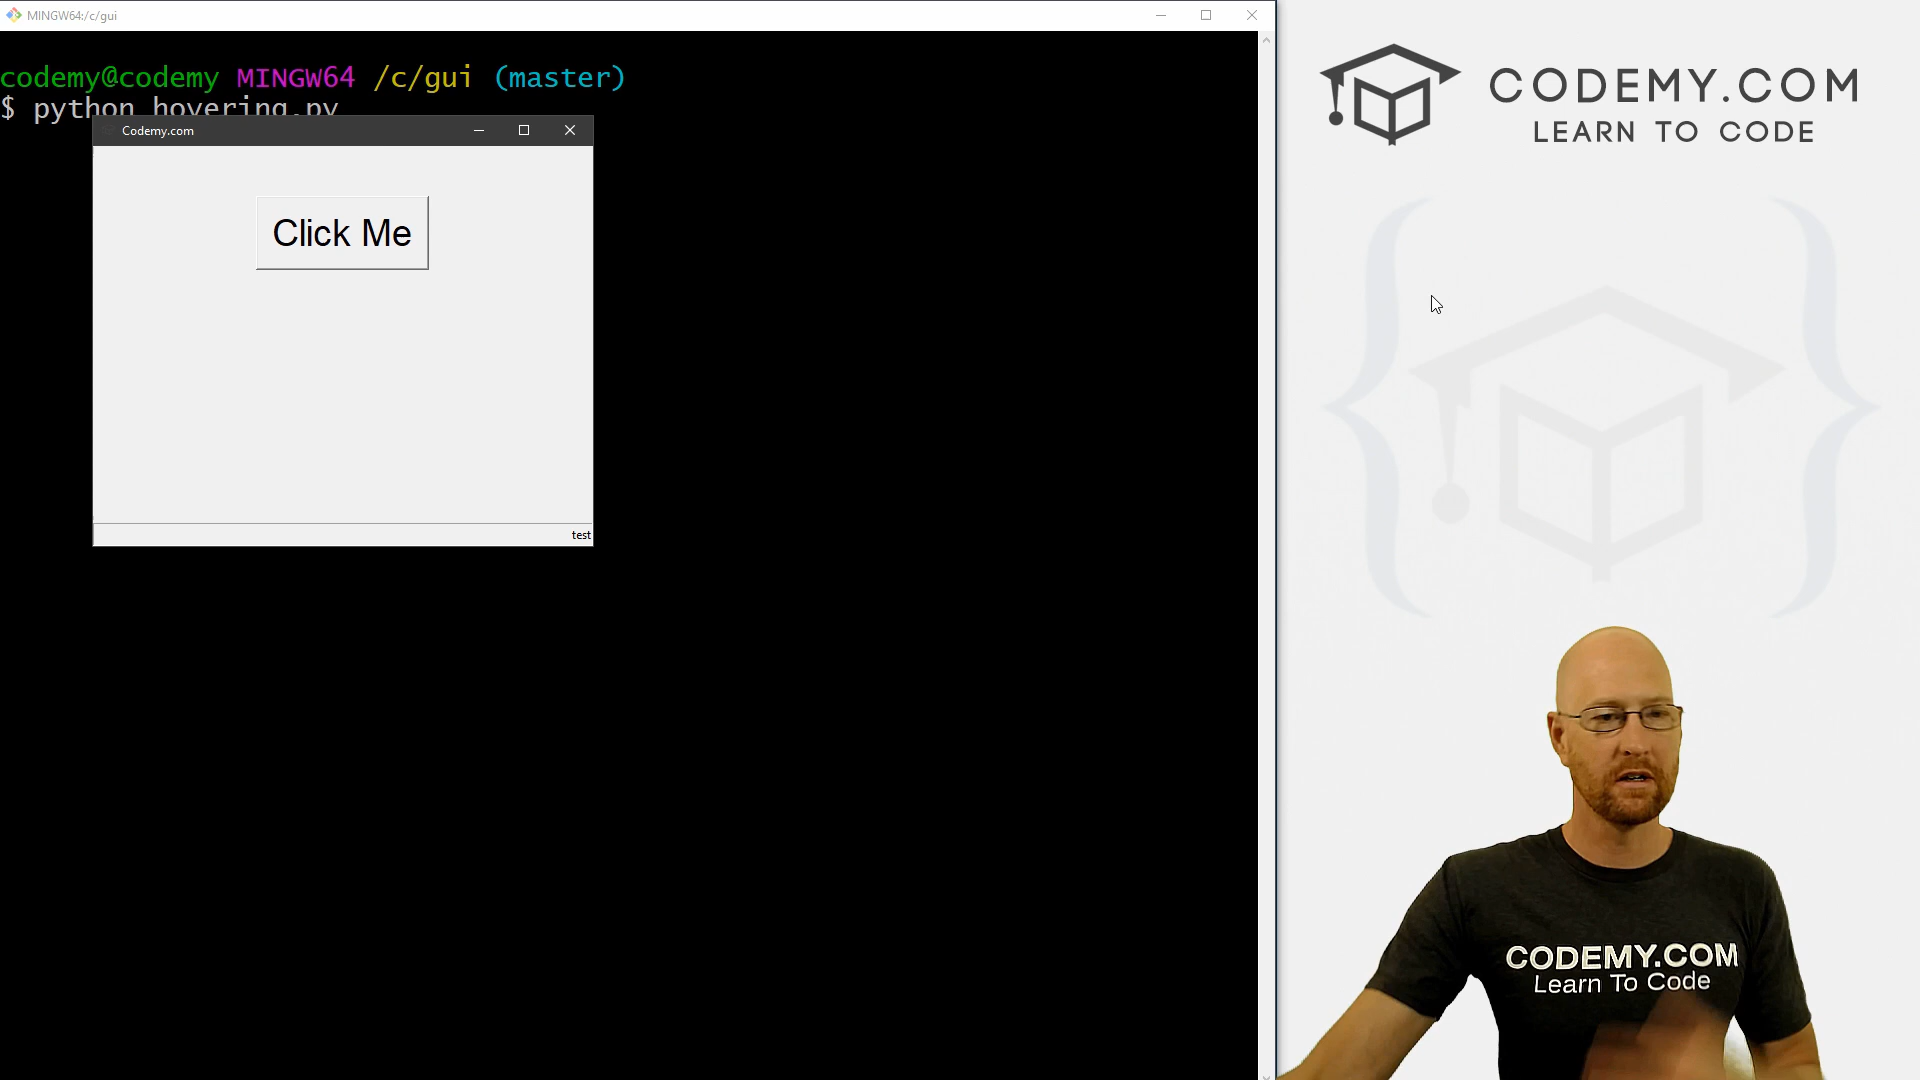 MINGW64:/c/gui
codemy@codemy MINGW64 /c/gui (master)
$ python hovering.py
Codemy.com
Click Me
test
CODEMY.COM
LEARN TO CODE
CODEMY.COM
Learn To Code